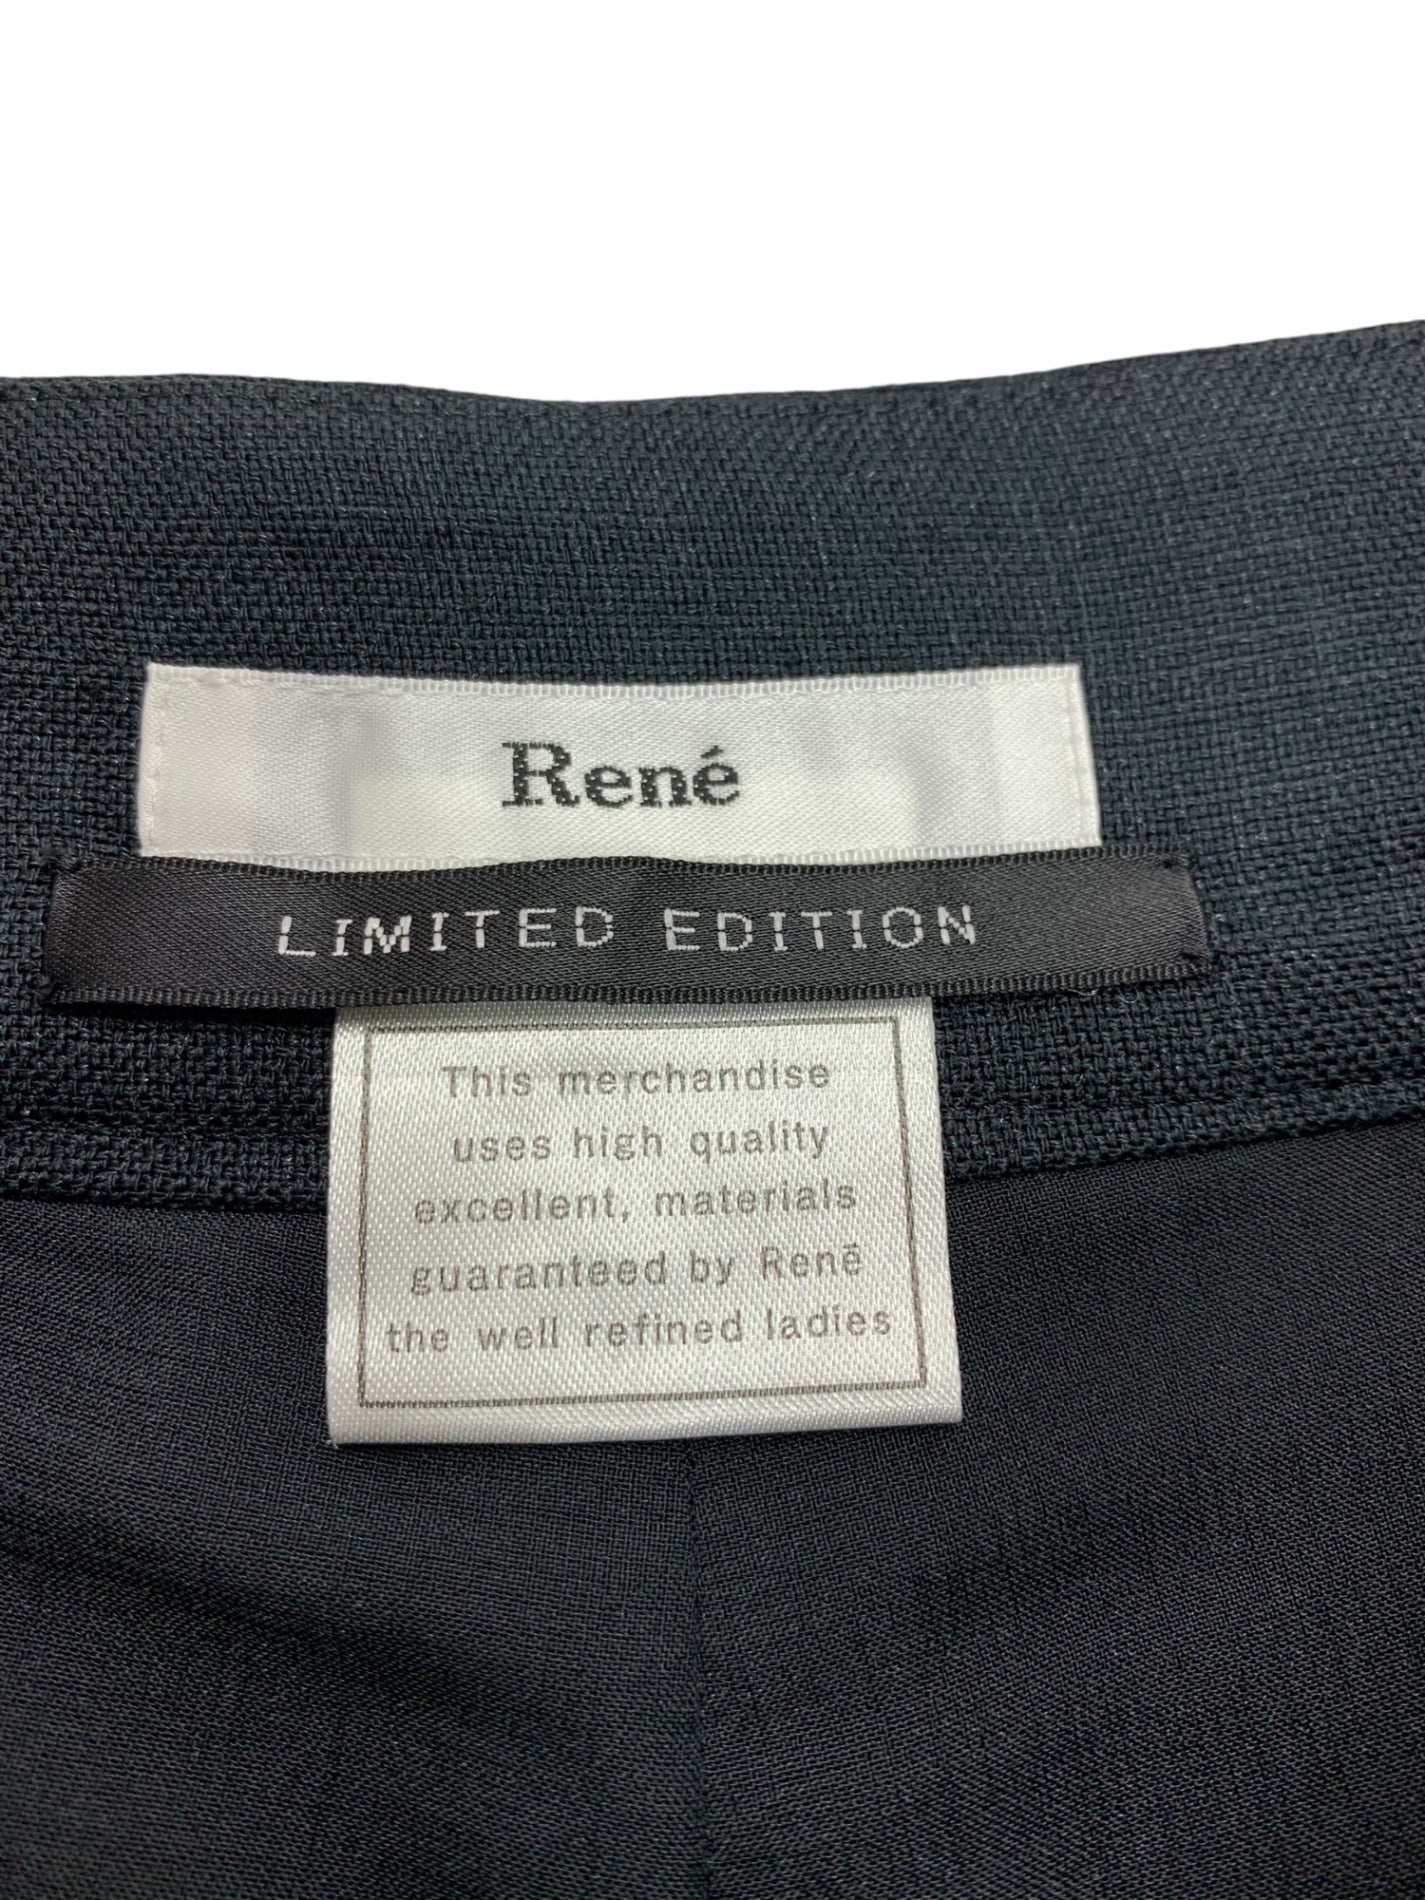 René
LIMITED EDITION
This merchandise
uses high quality
excellent, materials
guaranteed by René
the well refined ladies